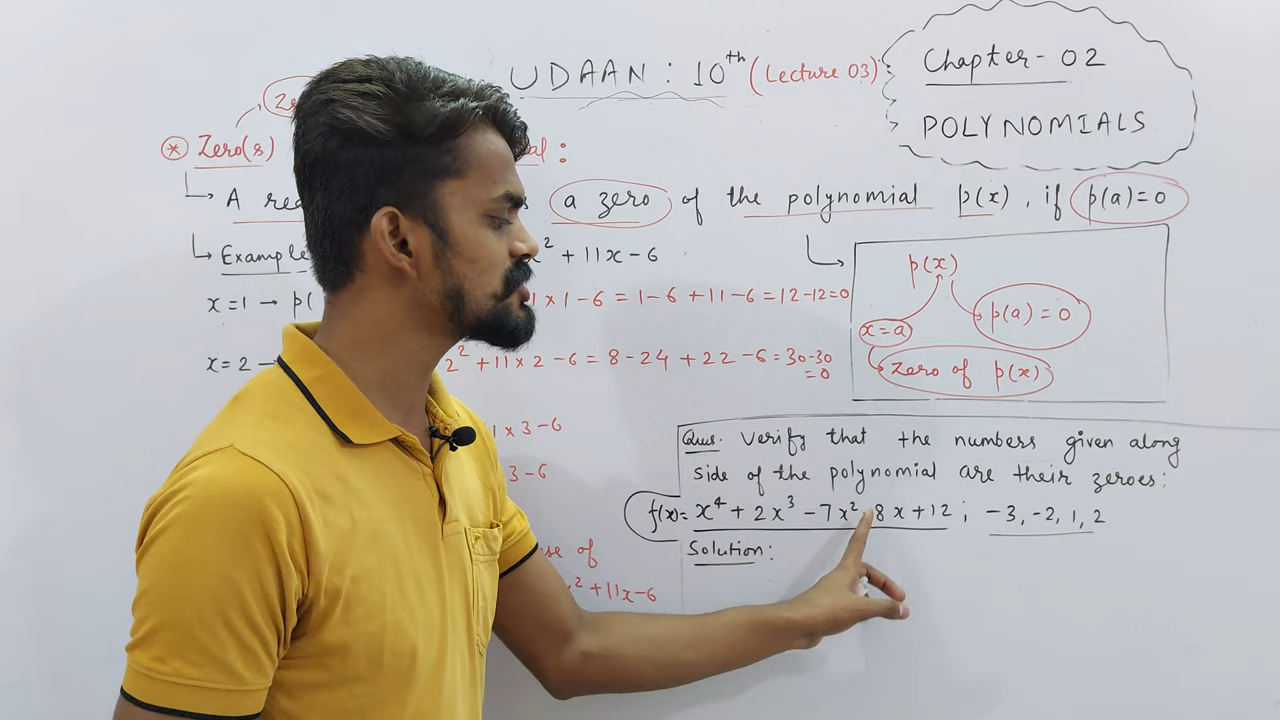 UDAAN : 10th (Lecture 03)
Chapter - 02
POLYNOMIALS
* Zero(s) :
A a zero of the polynomial p(x), if p(a)=0
Example + 11x - 6
x=1 → p( 1 x 1 - 6 = 1 - 6 + 11 - 6 = 12 - 12 = 0
x=2 2² + 11 x 2 - 6 = 8 - 24 + 22 - 6 = 30 - 30
= 0
1 x 3 - 6
3 - 6
of
² + 11x - 6
p(x)
x=a
p(a) = 0
Zero of p(x)
Ques. Verify that the numbers given along
side of the polynomial are their zeroes:
f(x) = x⁴ + 2x³ - 7x² 8x + 12 ; -3, -2, 1, 2
Solution: